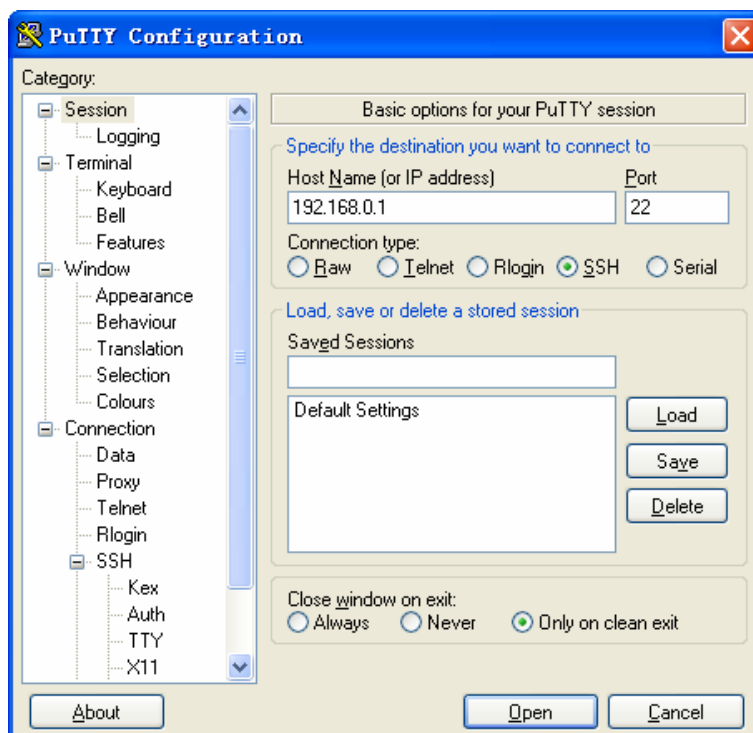 PuTTY Configuration
Category:
Session
Logging
Terminal
Keyboard
Bell
Features
Window
Appearance
Behaviour
Translation
Selection
Colours
Connection
Data
Proxy
Telnet
Rlogin
SSH
Kex
Auth
TTY
X11
Basic options for your PuTTY session
Specify the destination you want to connect to
Host Name (or IP address) Port
192.168.0.1 22
Connection type:
Raw Telnet Rlogin SSH Serial
Load, save or delete a stored session
Saved Sessions
Default Settings
Load
Save
Delete
Close window on exit:
Always Never Only on clean exit
About Open Cancel